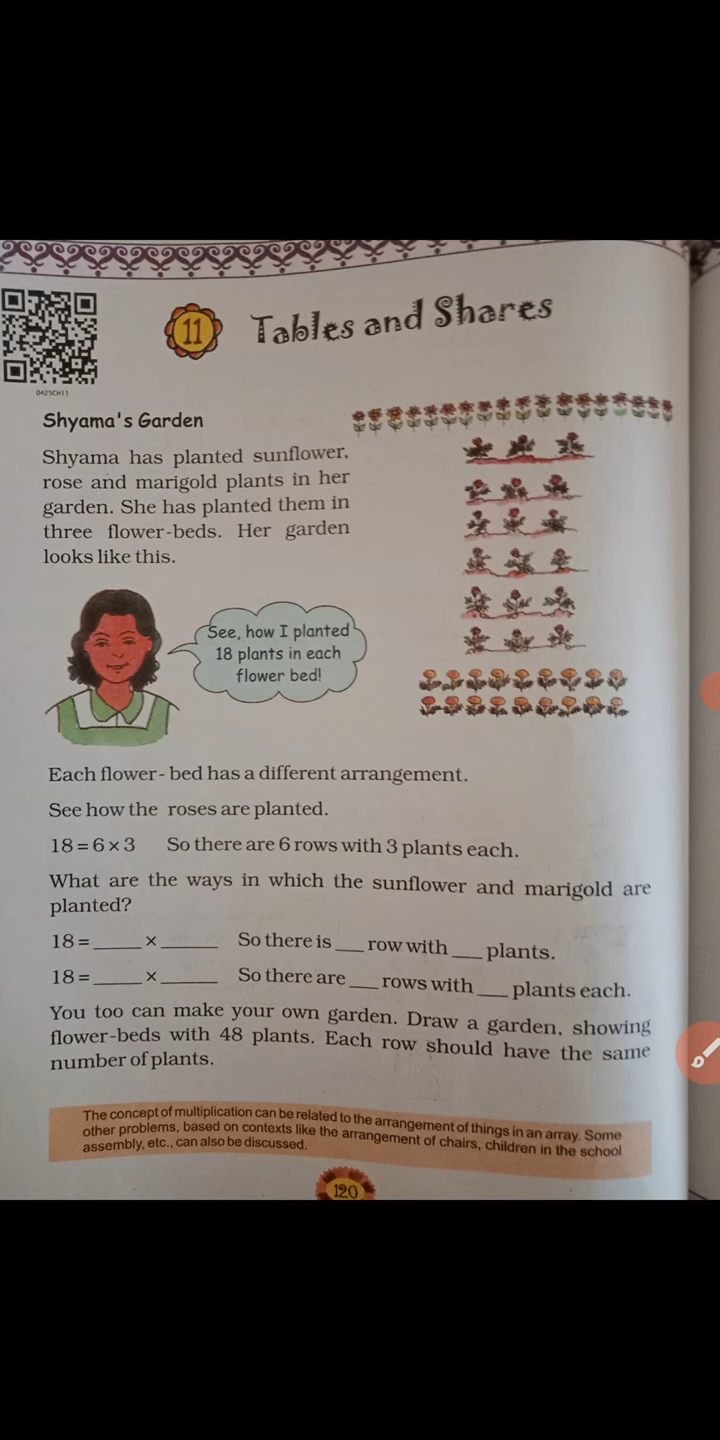 11 Tables and Shares
0425CH11
Shyama's Garden
Shyama has planted sunflower,
rose and marigold plants in her
garden. She has planted them in
three flower-beds. Her garden
looks like this.
See, how I planted
18 plants in each
flower bed!
Each flower- bed has a different arrangement.
See how the roses are planted.
18 = 6 × 3 So there are 6 rows with 3 plants each.
What are the ways in which the sunflower and marigold are
planted?
18 = _____ × ______ So there is ___ row with ___ plants.
18 = _____ × ______ So there are ___ rows with ___ plants each.
You too can make your own garden. Draw a garden, showing
flower-beds with 48 plants. Each row should have the same
number of plants.
The concept of multiplication can be related to the arrangement of things in an array. Some
other problems, based on contexts like the arrangement of chairs, children in the school
assembly, etc., can also be discussed.
120